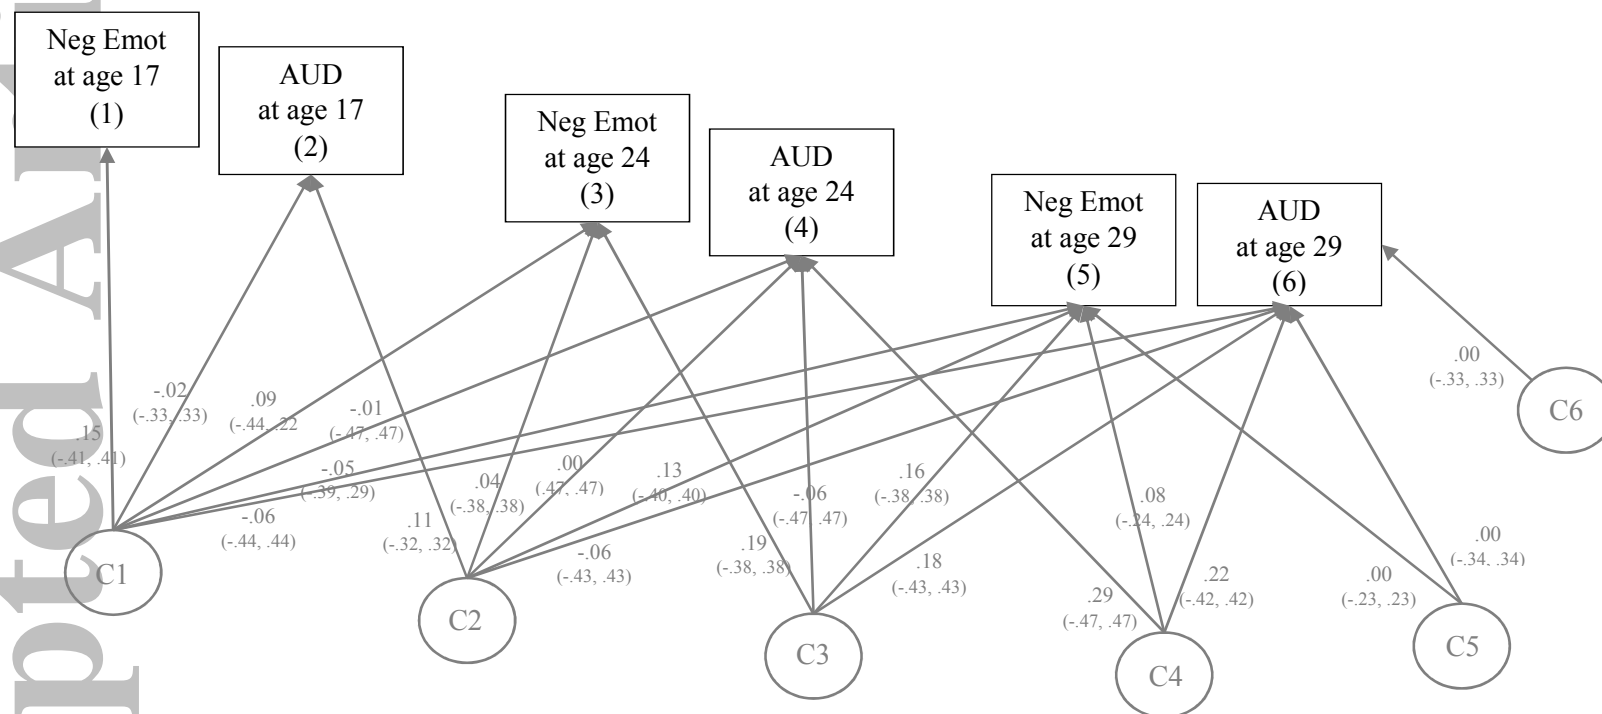 Neg Emot
at age 17
(1)
AUD
at age 17
(2)
Neg Emot
at age 24
(3)
AUD
at age 24
(4)
Neg Emot
at age 29
(5)
AUD
at age 29
(6)
.15
(-.41, .41)
-.02
(-.33, .33)
.09
(-.44, .22
-.01
(-.47, .47)
-.05
(-.39, .29)
-.06
(-.44, .44)
.11
(-.32, .32)
.04
(-.38, .38)
.00
(.47, .47)
.13
(-.40, .40)
-.06
(-.43, .43)
.19
(-.38, .38)
-.06
(-.47, .47)
.16
(-.38, .38)
.18
(-.43, .43)
.29
(-.47, .47)
.08
(-.24, .24)
.22
(-.42, .42)
.00
(-.23, .23)
.00
(-.34, .34)
.00
(-.33, .33)
C1
C2
C3
C4
C5
C6